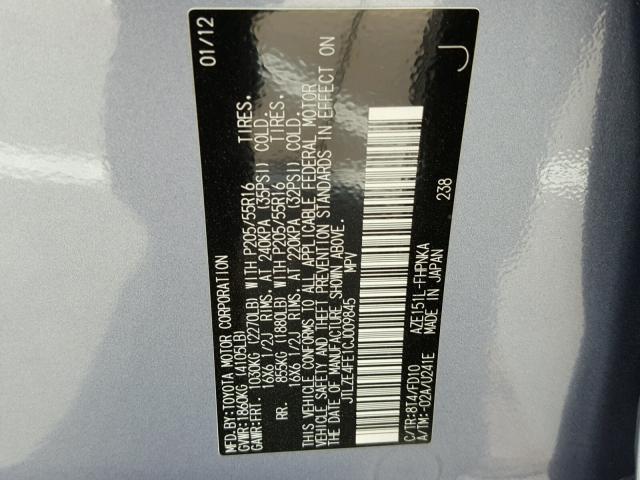 MFD.BY:TOYOTA MOTOR CORPORATION 01/12
GVWR:1860KG (4105LB)
GAWR:FRT. 1030KG (2270LB) WITH P205/55R16 TIRES.
16X6 1/2J RIMS. AT 240KPA (35PSI) COLD.
RR. 855KG (1880LB) WITH P205/55R16 TIRES.
16X6 1/2J RIMS. AT 220KPA (32PSI) COLD.
THIS VEHICLE CONFORMS TO ALL APPLICABLE FEDERAL MOTOR
VEHICLE SAFETY AND THEFT PREVENTION STANDARDS IN EFFECT ON
THE DATE OF MANUFACTURE SHOWN ABOVE.
JTLZE4FE1CJ009845 MPV
C/TR:8T4/FD10 AZE151L-FHPNKA 238
A/TM:-02A/U241E MADE IN JAPAN
J